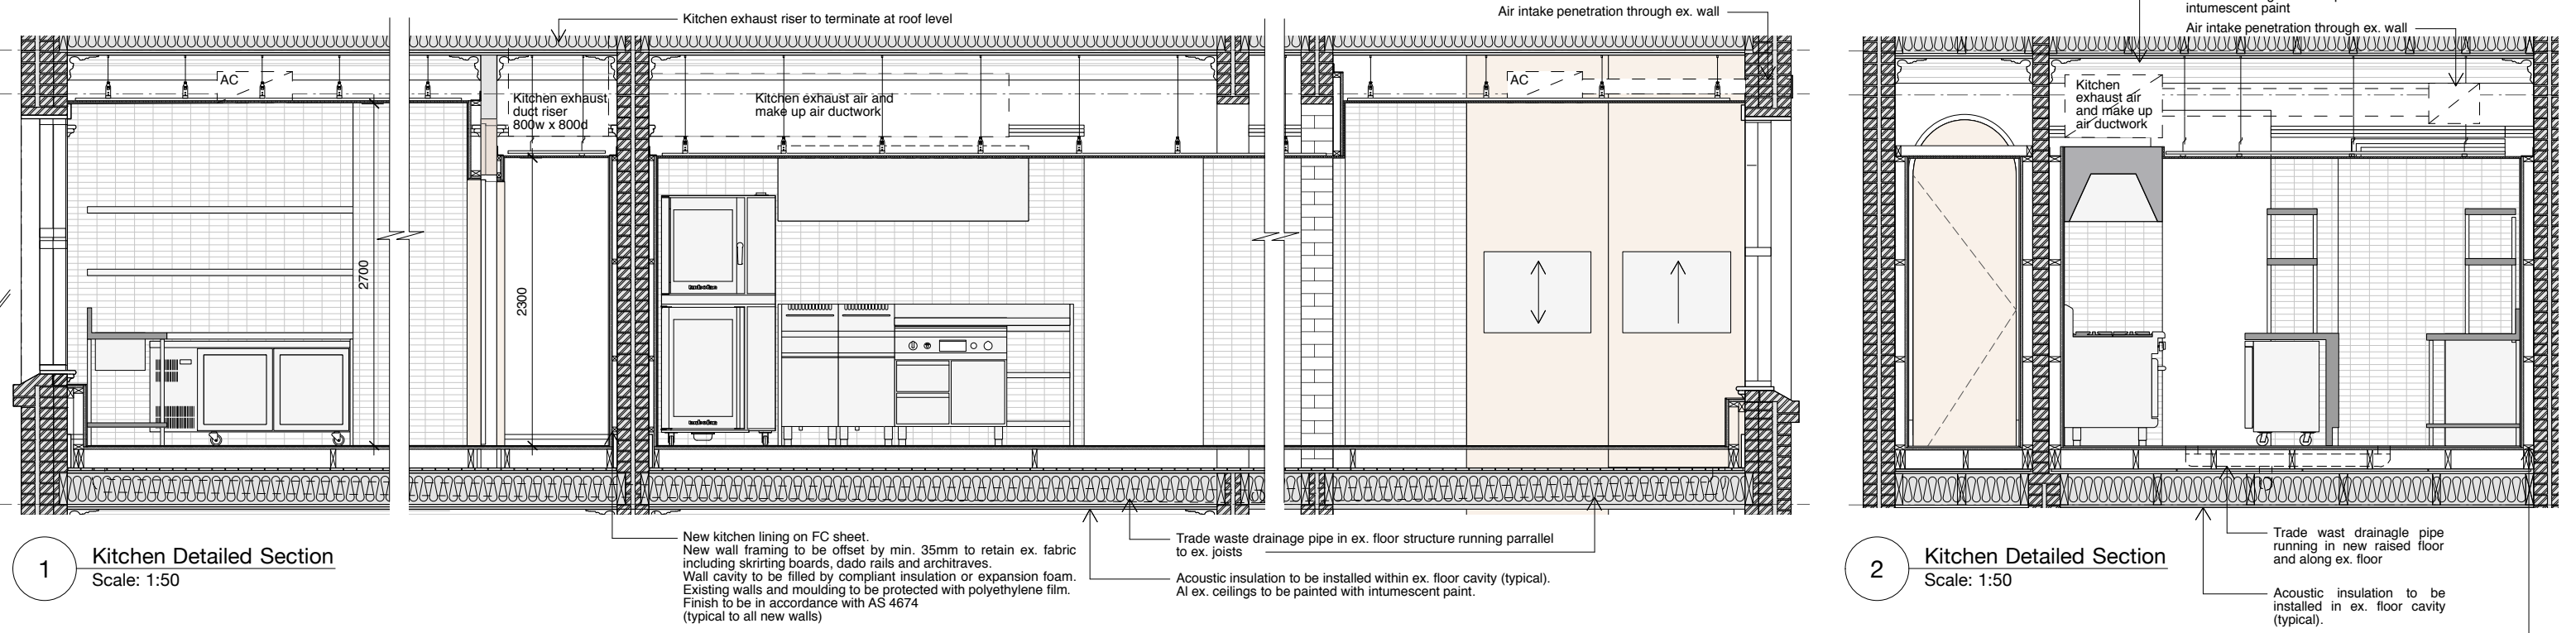 Kitchen exhaust riser to terminate at roof level
Air intake penetration through ex. wall
intumescent paint
Air intake penetration through ex. wall
AC
Kitchen exhaust
duct riser
800w x 800d
Kitchen exhaust air and
make up air ductwork
AC
Kitchen
exhaust air
and make up
air ductwork
2700
2300
New kitchen lining on FC sheet.
New wall framing to be offset by min. 35mm to retain ex. fabric
including skrirting boards, dado rails and architraves.
Wall cavity to be filled by compliant insulation or expansion foam.
Existing walls and moulding to be protected with polyethylene film.
Finish to be in accordance with AS 4674
(typical to all new walls)
Trade waste drainage pipe in ex. floor structure running parrallel
to ex. joists
Acoustic insulation to be installed within ex. floor cavity (typical).
Al ex. ceilings to be painted with intumescent paint.
Trade wast drainagle pipe
running in new raised floor
and along ex. floor
Acoustic insulation to be
installed in ex. floor cavity
(typical).
1
Kitchen Detailed Section
Scale: 1:50
2
Kitchen Detailed Section
Scale: 1:50